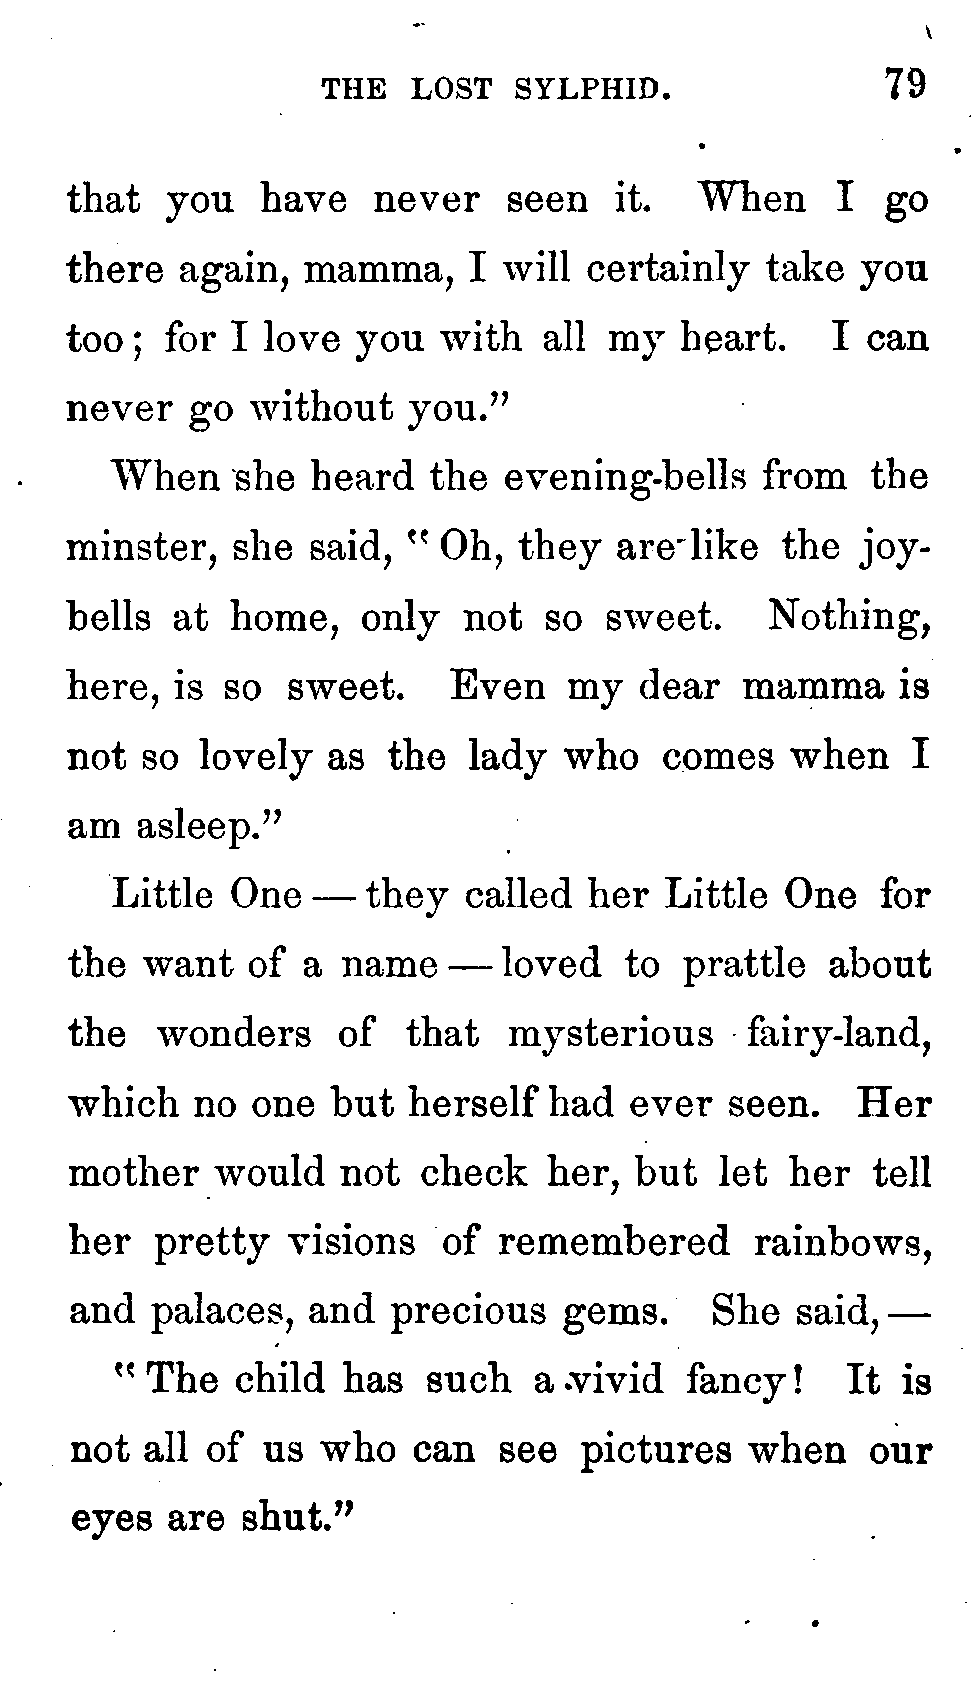 THE LOST SYLPHID. 79
that you have never seen it. When I go
there again, mamma, I will certainly take you
too; for I love you with all my heart. I can
never go without you."
When she heard the evening-bells from the
minster, she said, "Oh, they are like the joy-
bells at home, only not so sweet. Nothing,
here, is so sweet. Even my dear mamma is
not so lovely as the lady who comes when I
am asleep."
Little One — they called her Little One for
the want of a name — loved to prattle about
the wonders of that mysterious fairy-land,
which no one but herself had ever seen. Her
mother would not check her, but let her tell
her pretty visions of remembered rainbows,
and palaces, and precious gems. She said, —
"The child has such a vivid fancy! It is
not all of us who can see pictures when our
eyes are shut."